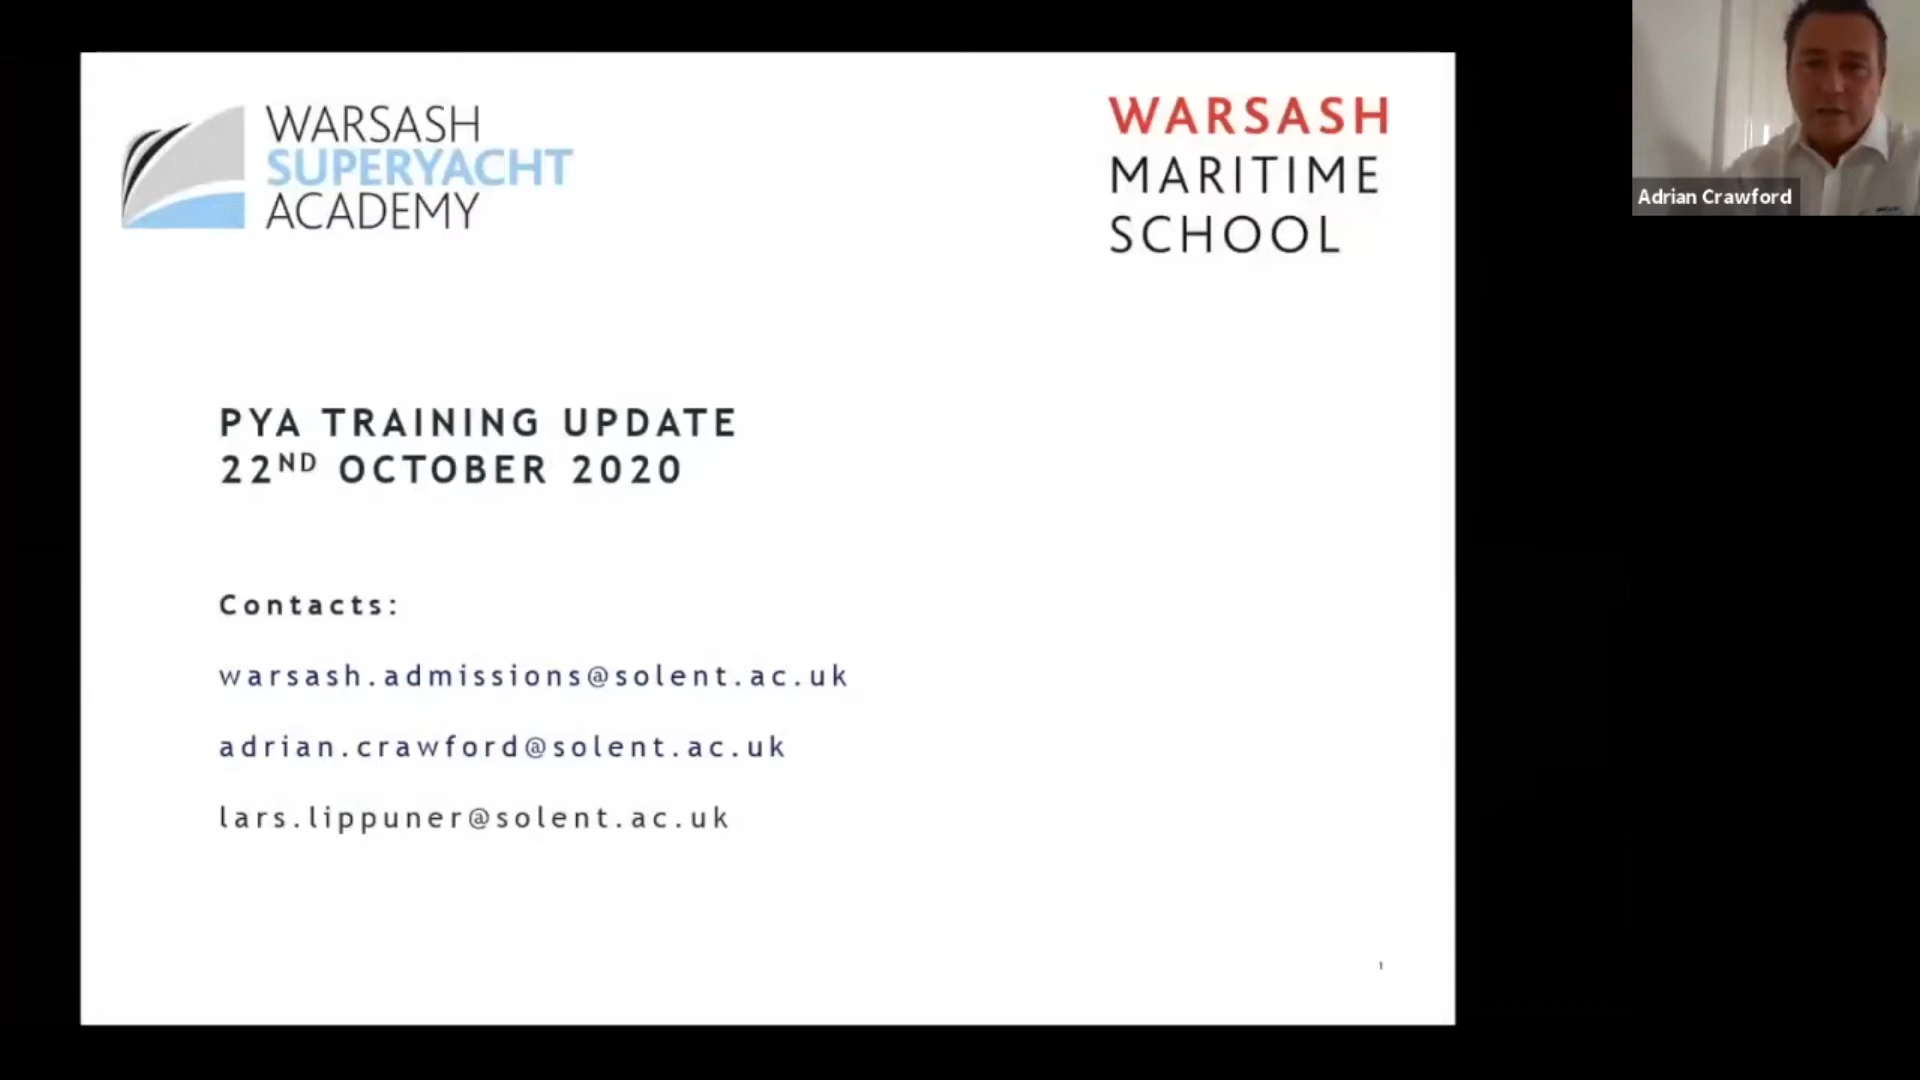 WARSASH
SUPERYACHT
ACADEMY
WARSASH
MARITIME
SCHOOL
Adrian Crawford
PYA TRAINING UPDATE
22ND OCTOBER 2020
Contacts:
warsash.admissions@solent.ac.uk
adrian.crawford@solent.ac.uk
lars.lippuner@solent.ac.uk
1